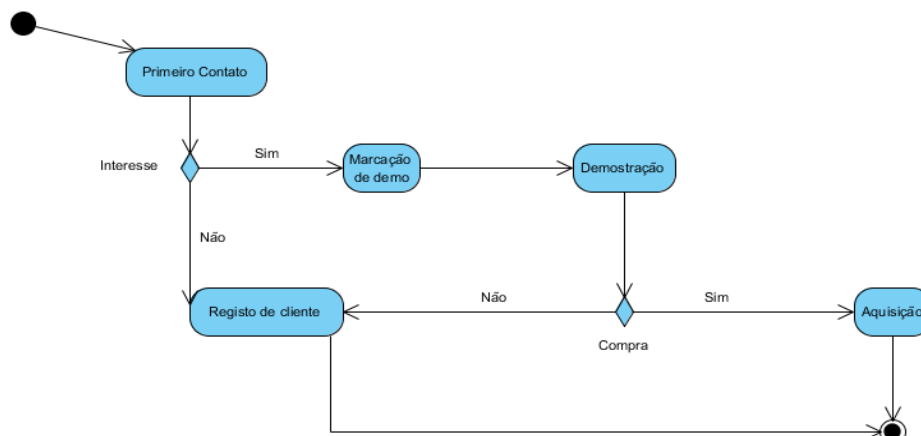 Primeiro Contato
Interesse
Sim
Marcação
de demo
Demostração
Não
Registo de cliente
Não
Sim
Aquisição
Compra